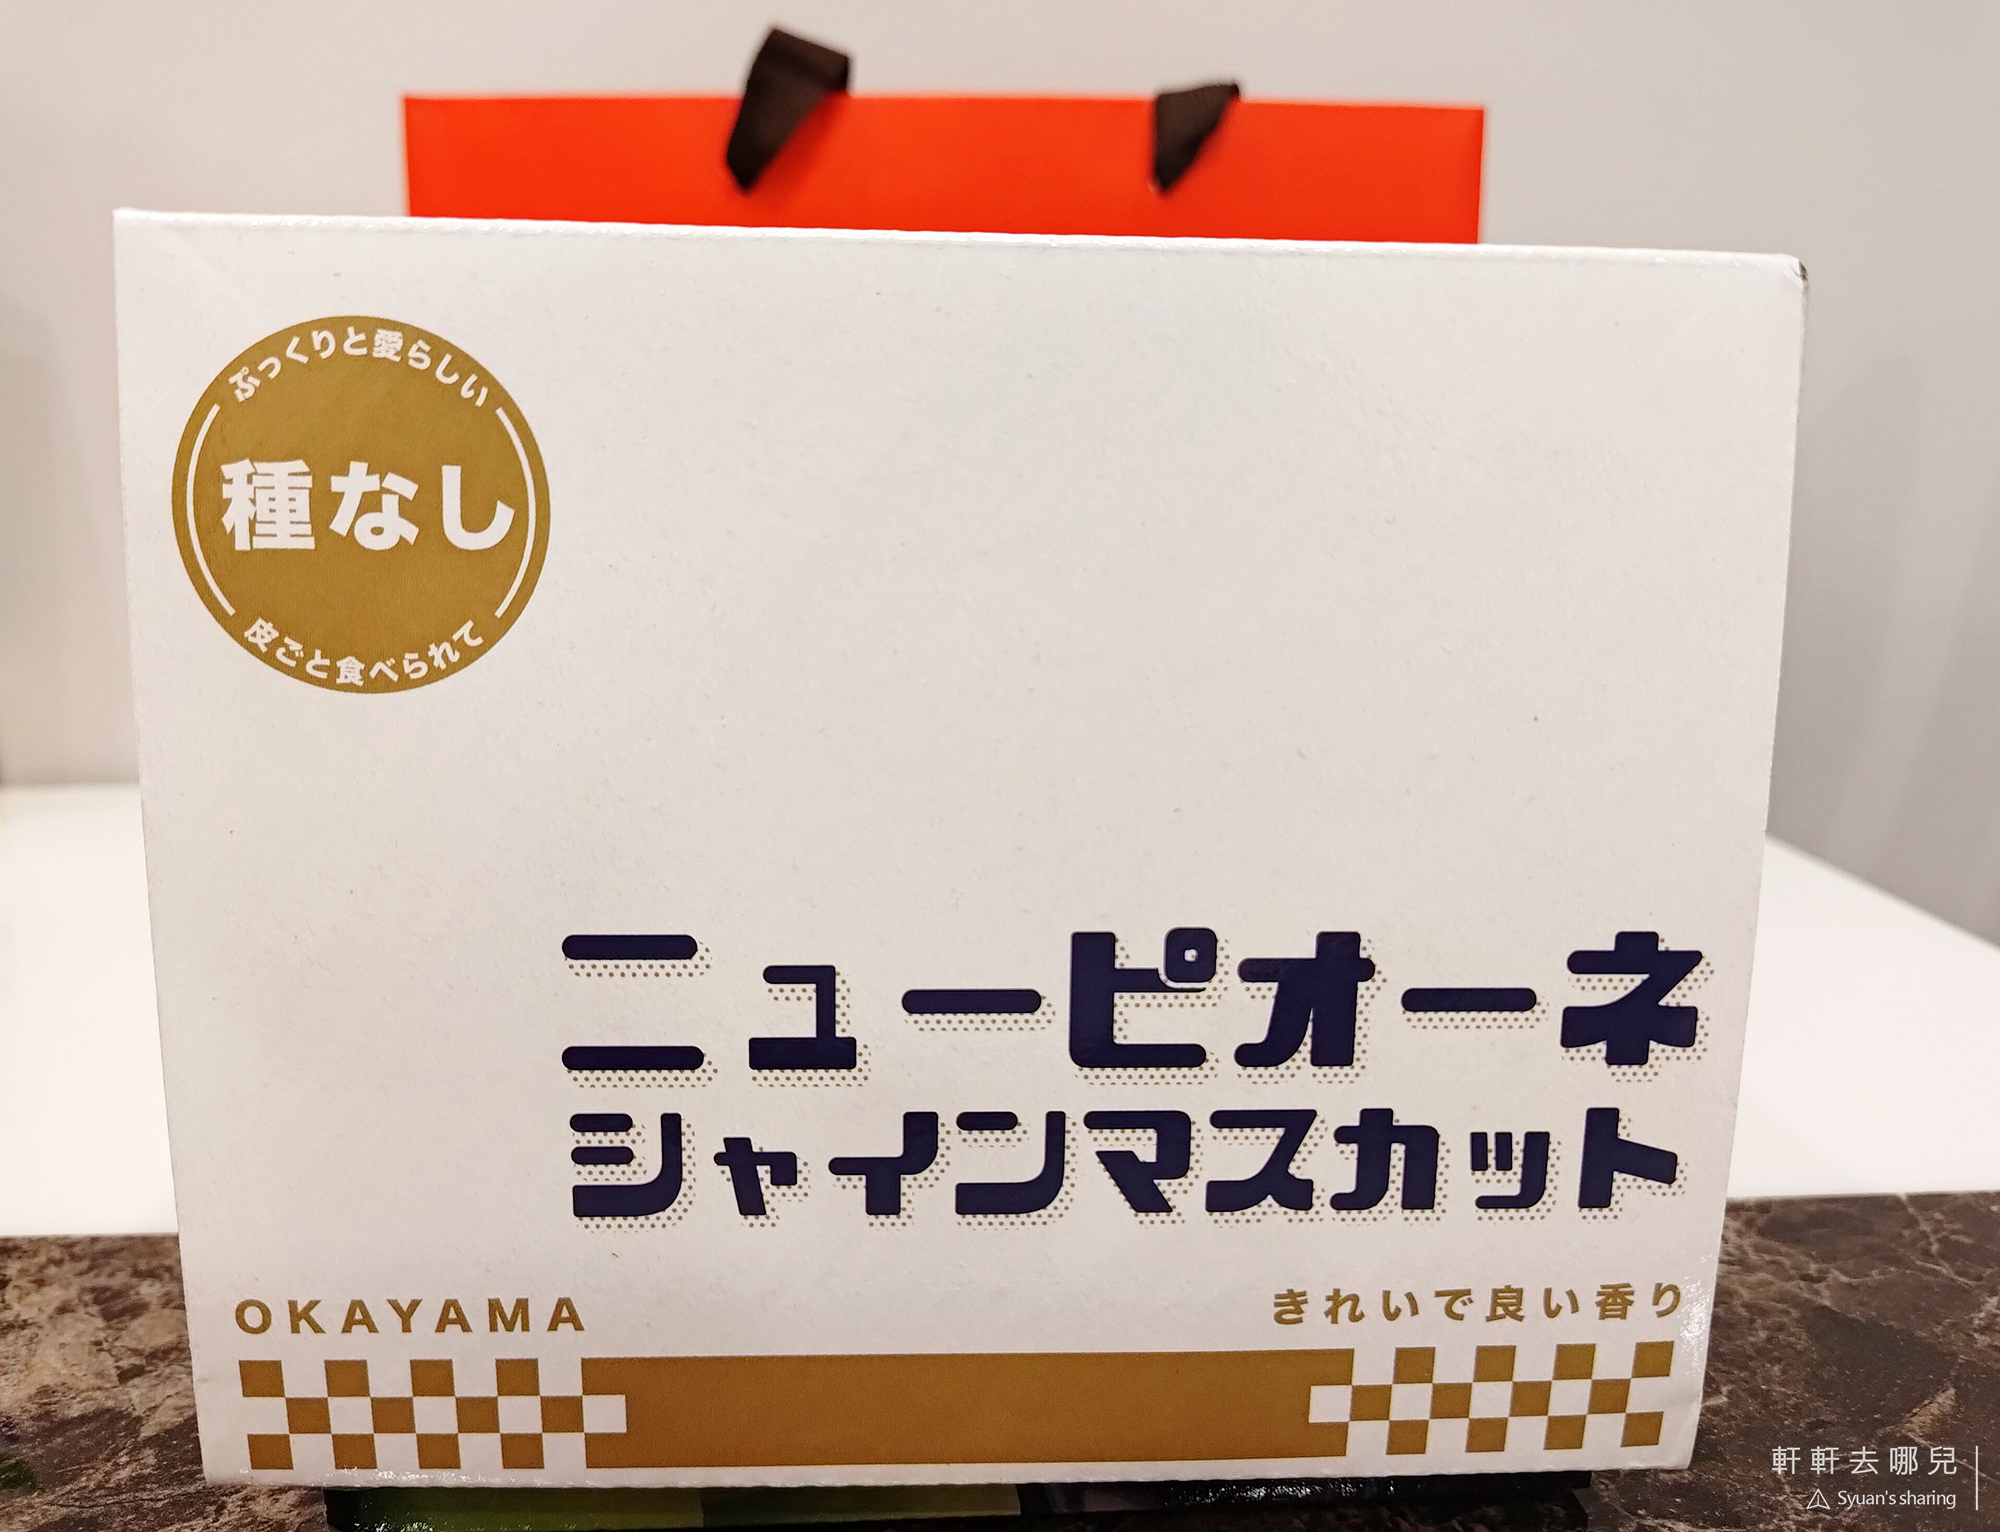 ぷっくりと愛らしい
種なし
皮ごと食べられて
ニューピオーネ
シャインマスカット
OKAYAMA
きれいで良い香り
軒軒去哪兒
Syuan's sharing